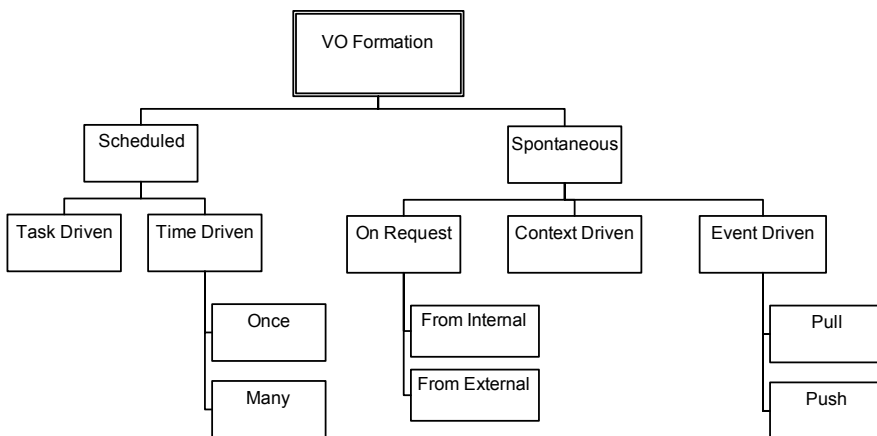 VO Formation
Scheduled
Spontaneous
Task Driven
Time Driven
On Request
Context Driven
Event Driven
Once
From Internal
Pull
Many
From External
Push